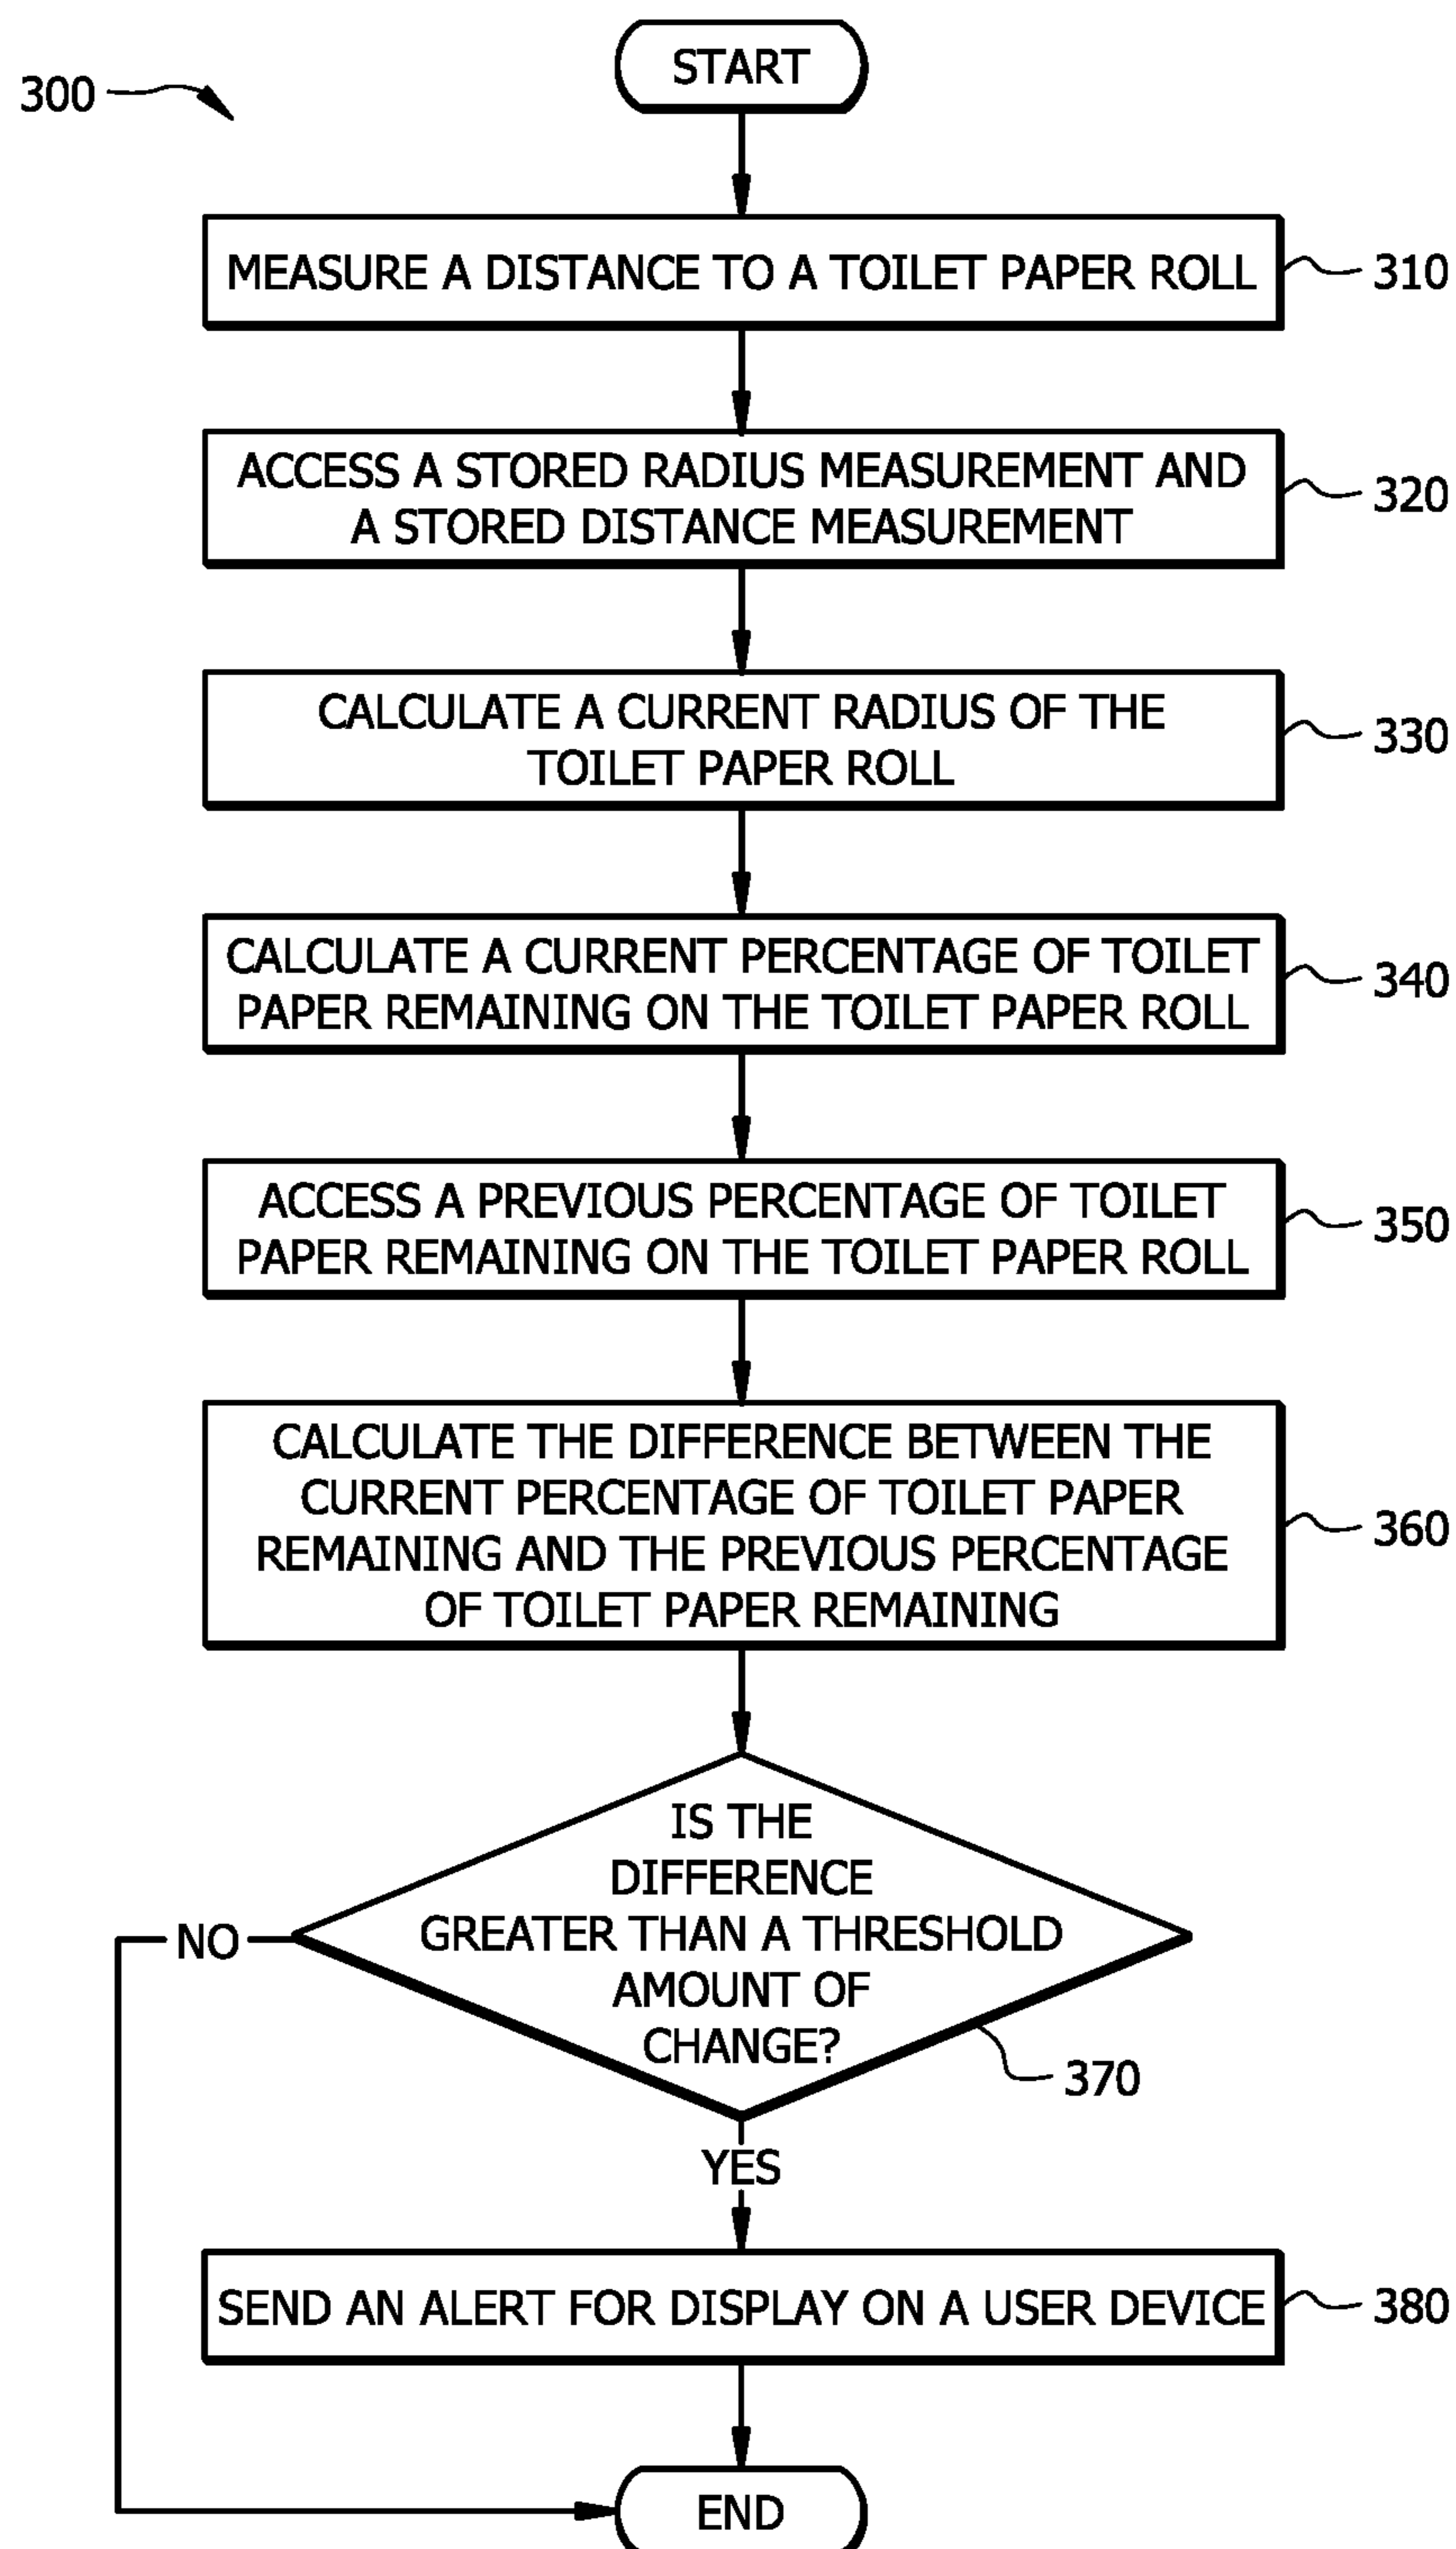 START
300
MEASURE A DISTANCE TO A TOILET PAPER ROLL
310
ACCESS A STORED RADIUS MEASUREMENT AND
A STORED DISTANCE MEASUREMENT
320
CALCULATE A CURRENT RADIUS OF THE
TOILET PAPER ROLL
330
CALCULATE A CURRENT PERCENTAGE OF TOILET
PAPER REMAINING ON THE TOILET PAPER ROLL
340
ACCESS A PREVIOUS PERCENTAGE OF TOILET
PAPER REMAINING ON THE TOILET PAPER ROLL
350
CALCULATE THE DIFFERENCE BETWEEN THE
CURRENT PERCENTAGE OF TOILET PAPER
REMAINING AND THE PREVIOUS PERCENTAGE
OF TOILET PAPER REMAINING
360
IS THE
DIFFERENCE
GREATER THAN A THRESHOLD
AMOUNT OF
CHANGE?
370
NO
YES
SEND AN ALERT FOR DISPLAY ON A USER DEVICE
380
END